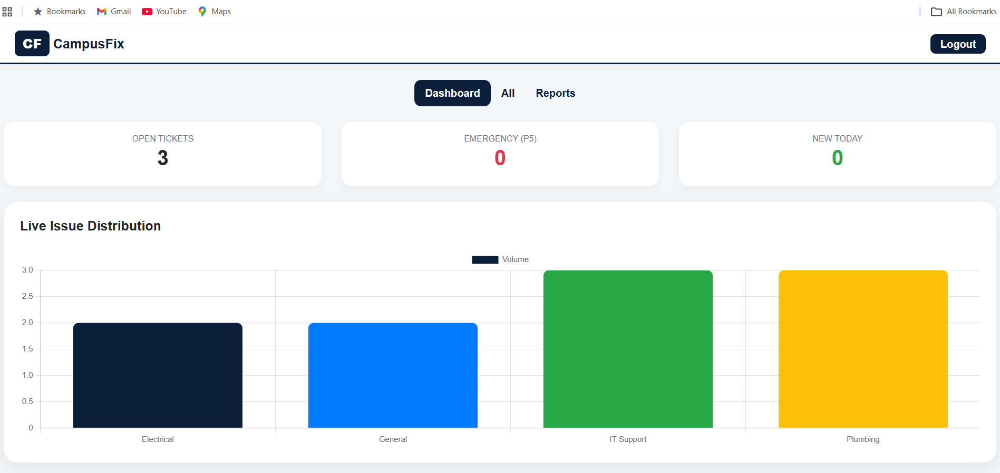 Bookmarks Gmail YouTube Maps All Bookmarks
CF CampusFix Logout
Dashboard All Reports
OPEN TICKETS
3
EMERGENCY (P5)
0
NEW TODAY
0
Live Issue Distribution
Volume
3.0
2.5
2.0
1.5
1.0
0.5
0
Electrical General IT Support Plumbing